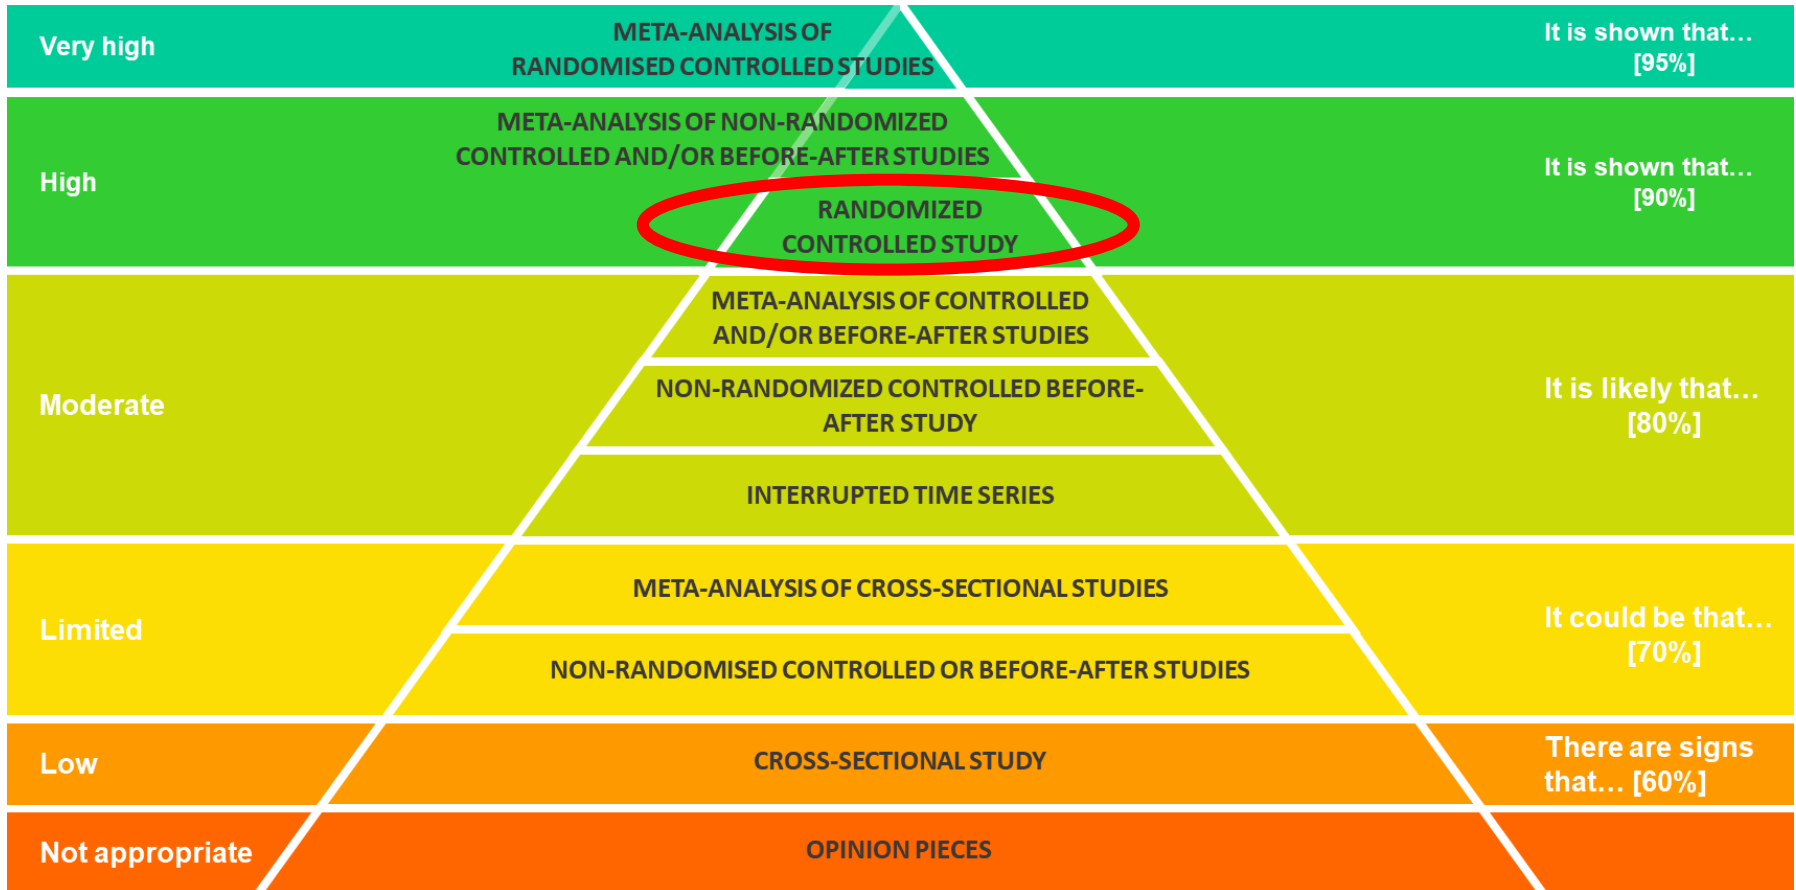 Very high
META-ANALYSIS OF
RANDOMISED CONTROLLED STUDIES
It is shown that…
[95%]
High
META-ANALYSIS OF NON-RANDOMIZED
CONTROLLED AND/OR BEFORE-AFTER STUDIES
RANDOMIZED
CONTROLLED STUDY
It is shown that…
[90%]
Moderate
META-ANALYSIS OF CONTROLLED
AND/OR BEFORE-AFTER STUDIES
NON-RANDOMIZED CONTROLLED BEFORE-
AFTER STUDY
INTERRUPTED TIME SERIES
It is likely that…
[80%]
Limited
META-ANALYSIS OF CROSS-SECTIONAL STUDIES
NON-RANDOMISED CONTROLLED OR BEFORE-AFTER STUDIES
It could be that…
[70%]
Low
CROSS-SECTIONAL STUDY
There are signs
that… [60%]
Not appropriate
OPINION PIECES